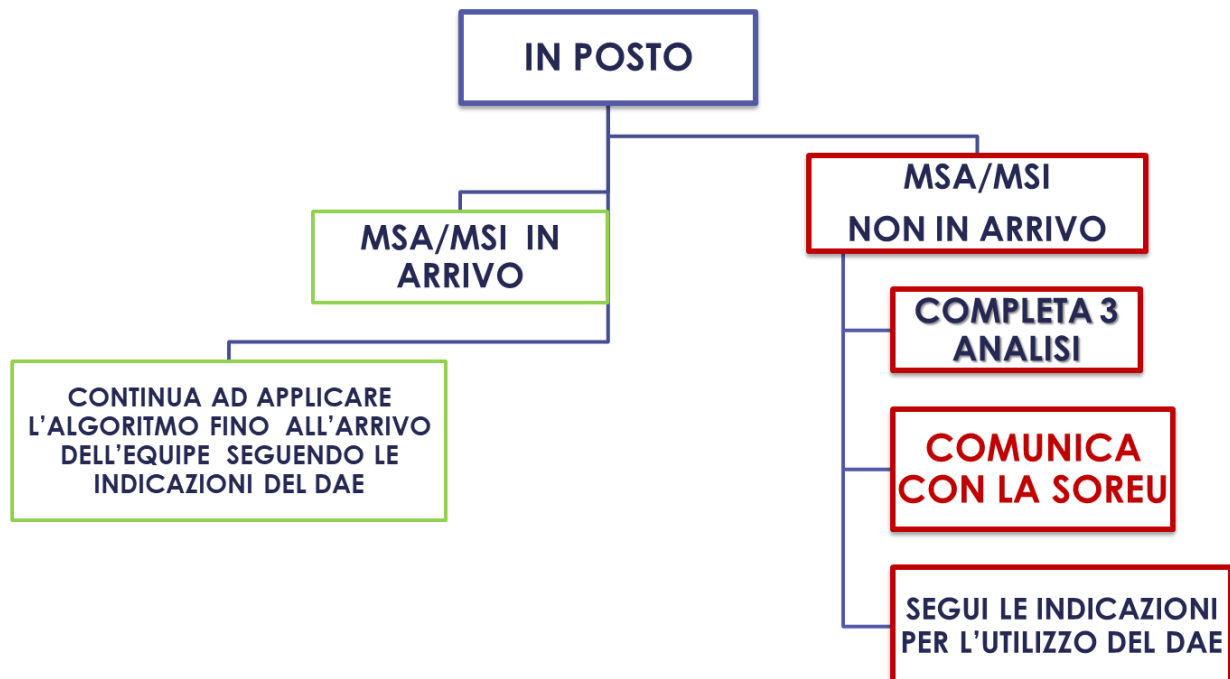 IN POSTO
MSA/MSI IN
ARRIVO
MSA/MSI
NON IN ARRIVO
CONTINUA AD APPLICARE
L'ALGORITMO FINO ALL'ARRIVO
DELL'EQUIPE SEGUENDO LE
INDICAZIONI DEL DAE
COMPLETA 3
ANALISI
COMUNICA
CON LA SOREU
SEGUI LE INDICAZIONI
PER L'UTILIZZO DEL DAE